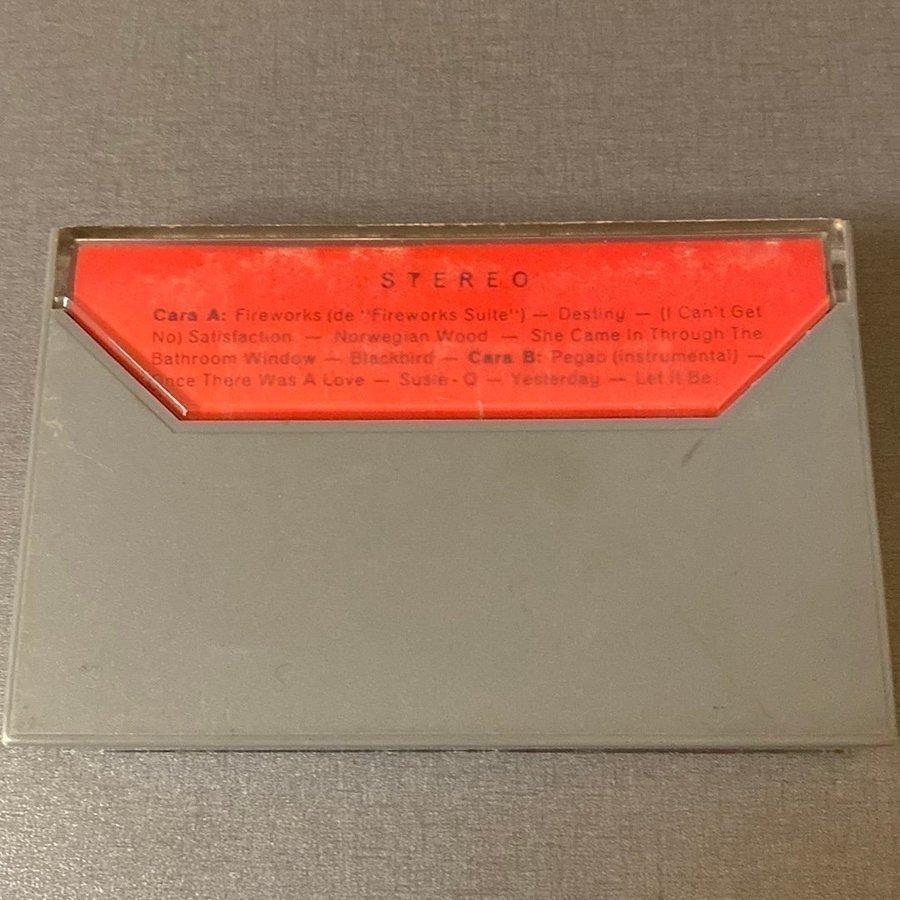 STEREO
Cara A: Fireworks (de "Fireworks Suite") — Destiny — (I Can't Get
No) Satisfaction — Norwegian Wood — She Came In Through The
Bathroom Window — Blackbird — Cara B: Pegao (instrumental) —
Once There Was A Love — Susie-Q — Yesterday — Let It Be.